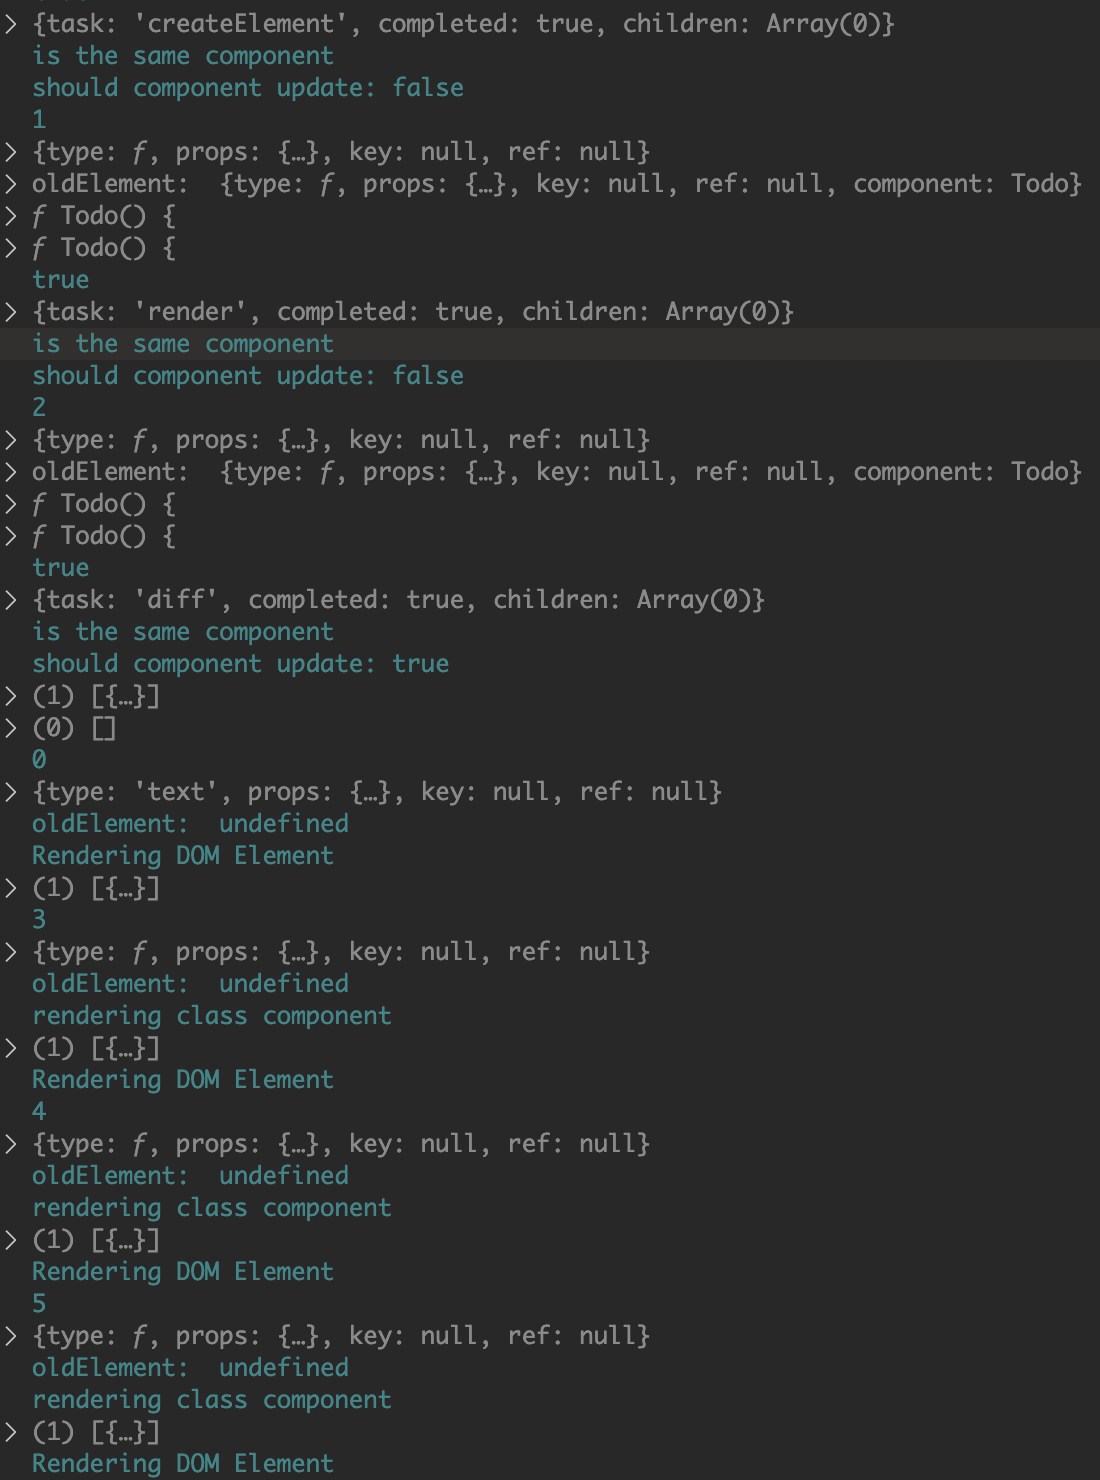 > {task: 'createElement', completed: true, children: Array(0)}
is the same component
should component update: false
1
> {type: ƒ, props: {…}, key: null, ref: null}
> oldElement:  {type: ƒ, props: {…}, key: null, ref: null, component: Todo}
> ƒ Todo() {
> ƒ Todo() {
true
> {task: 'render', completed: true, children: Array(0)}
is the same component
should component update: false
2
> {type: ƒ, props: {…}, key: null, ref: null}
> oldElement:  {type: ƒ, props: {…}, key: null, ref: null, component: Todo}
> ƒ Todo() {
> ƒ Todo() {
true
> {task: 'diff', completed: true, children: Array(0)}
is the same component
should component update: true
> (1) [{…}]
> (0) []
0
> {type: 'text', props: {…}, key: null, ref: null}
oldElement:  undefined
Rendering DOM Element
> (1) [{…}]
3
> {type: ƒ, props: {…}, key: null, ref: null}
oldElement:  undefined
rendering class component
> (1) [{…}]
Rendering DOM Element
4
> {type: ƒ, props: {…}, key: null, ref: null}
oldElement:  undefined
rendering class component
> (1) [{…}]
Rendering DOM Element
5
> {type: ƒ, props: {…}, key: null, ref: null}
oldElement:  undefined
rendering class component
> (1) [{…}]
Rendering DOM Element